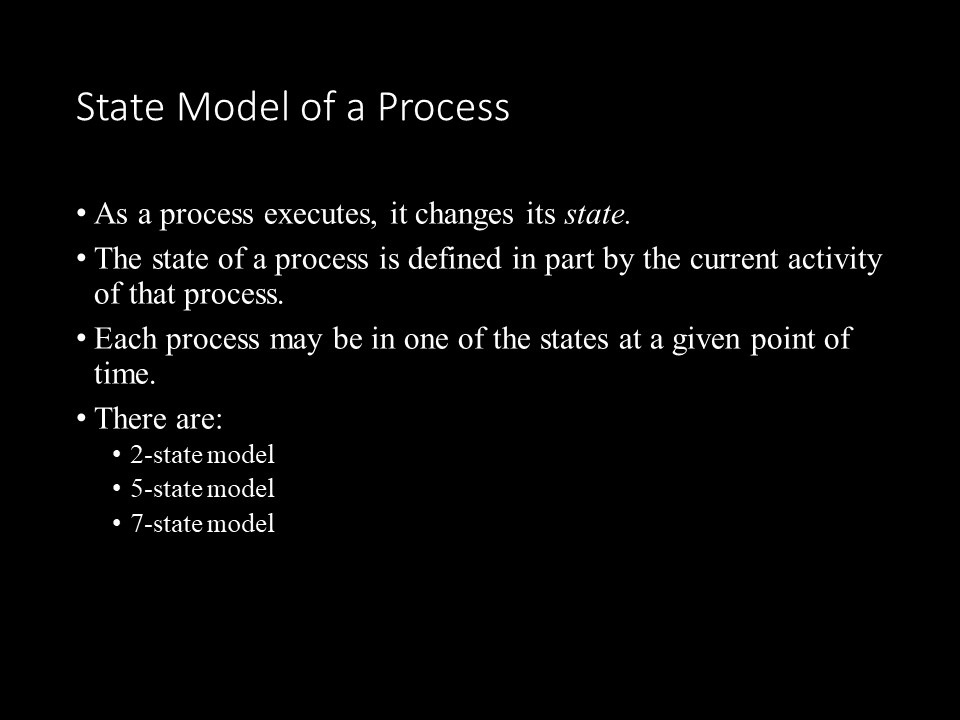 State Model of a Process
• As a process executes, it changes its state.
• The state of a process is defined in part by the current activity
of that process.
• Each process may be in one of the states at a given point of
time.
• There are:
• 2-state model
• 5-state model
• 7-state model